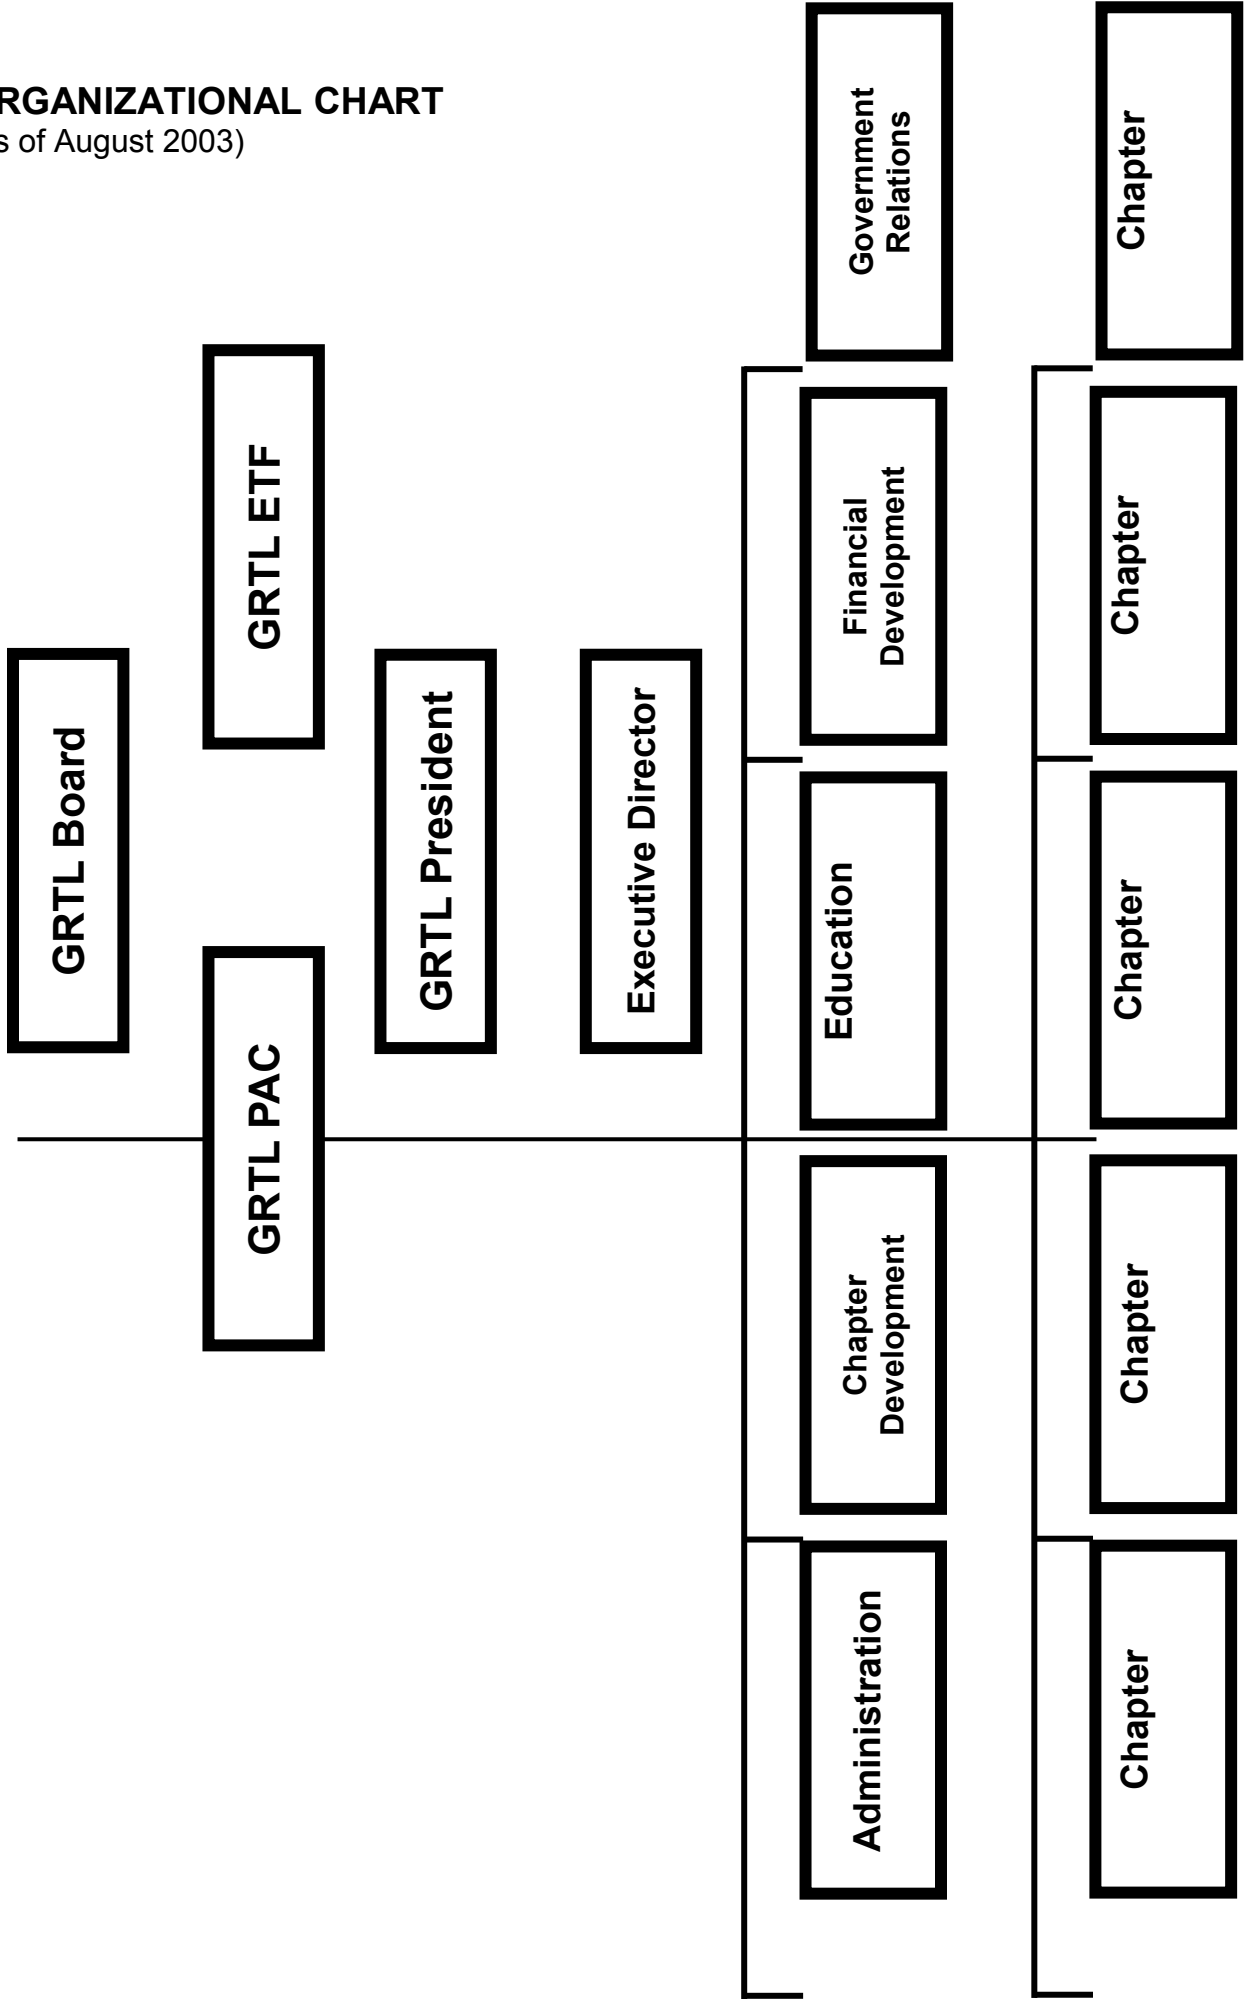 RGANIZATIONAL CHART
s of August 2003)
GRTL Board
GRTL PAC
GRTL ETF
GRTL President
Executive Director
Administration
Chapter
Development
Education
Financial
Development
Government
Relations
Chapter
Chapter
Chapter
Chapter
Chapter